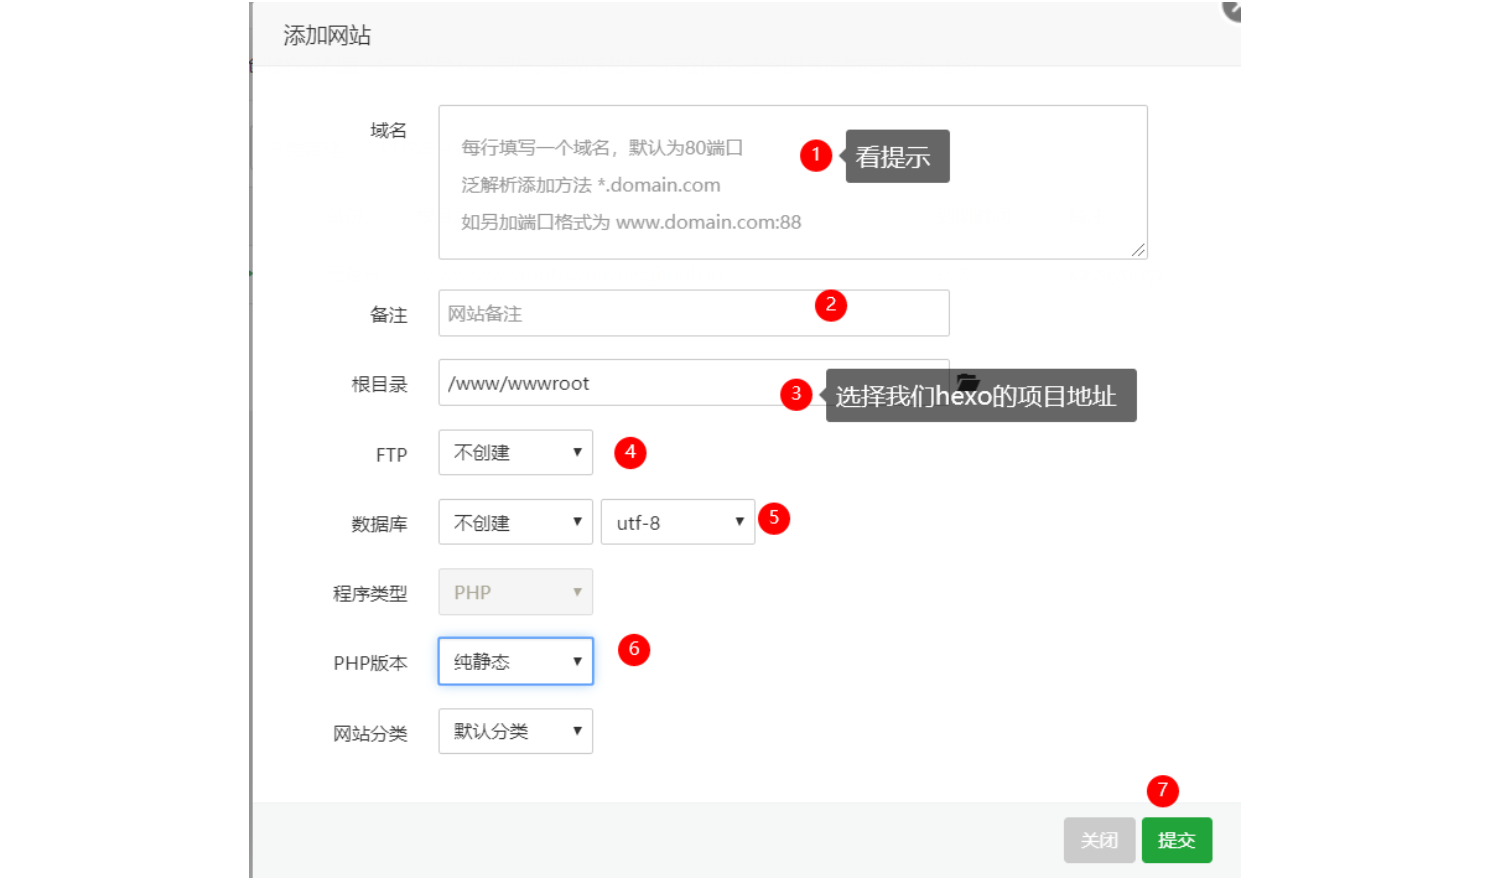 添加网站
域名
每行填写一个域名，默认为80端口
泛解析添加方法 *.domain.com
如另加端口格式为 www.domain.com:88
1
看提示
备注
网站备注
2
根目录
/www/wwwroot
3
选择我们hexo的项目地址
FTP
不创建
4
数据库
不创建
utf-8
5
程序类型
PHP
PHP版本
纯静态
6
网站分类
默认分类
7
关闭
提交